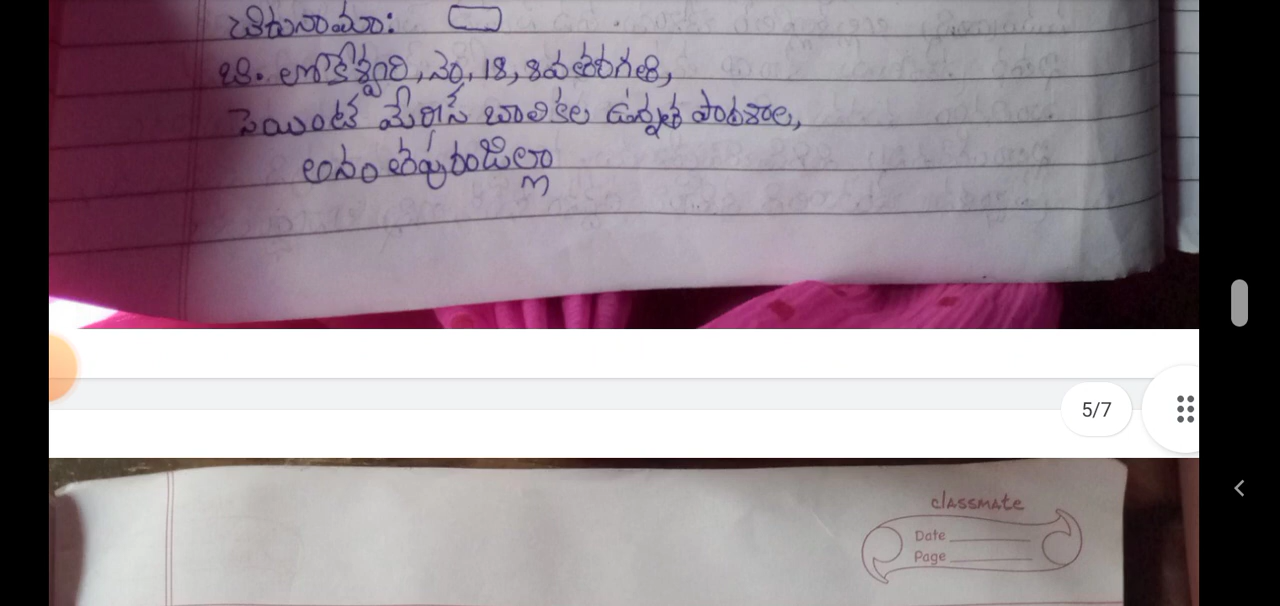 చిరునామా:
బి. లోకేశ్వరి, నెం, 18, 8వ తరగతి,
సెయింట్ మేరీస్ బాలికల ఉన్నత పాఠశాల,
అనంతపురం జిల్లా
5/7
classmate
Date
Page